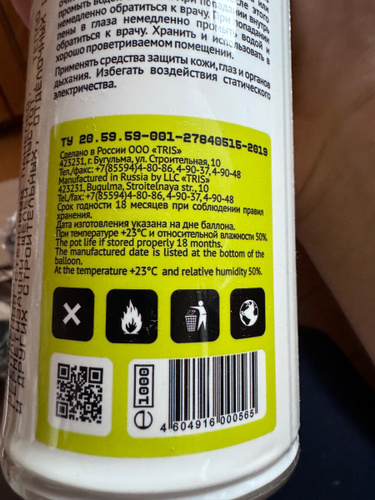 промыть водой
немедленно обратиться к врачу. При попадании
пены в глаза немедленно промыть водой и
обратиться к врачу. Хранить и использовать в
хорошо проветриваемом помещении.
Применять средства защиты кожи, глаз и органов
дыхания. Избегать воздействия статического
электричества.
ТУ 20.59.59-001-27840515-2019
Сделано в России ООО «TRIS»
423231, г. Бугульма, ул. Строительная, 10
Тел./факс: +7(85594)4-80-86, 4-90-37, 4-90-48
Manufactured in Russia by LLC «TRIS»
423231, Bugulma, Stroitelnaya str., 10
Tel./fax: +7(85594)4-80-86, 4-90-37, 4-90-48
Срок годности 18 месяцев при соблюдении правил
хранения.
Дата изготовления указана на дне баллона.
При температуре +23°С и относительной влажности 50%.
The pot life if stored properly 18 months.
The manufactured date is listed at the bottom of the
balloon.
At the temperature +23°C and relative humidity 50%.
e 1000
4 604916 000565